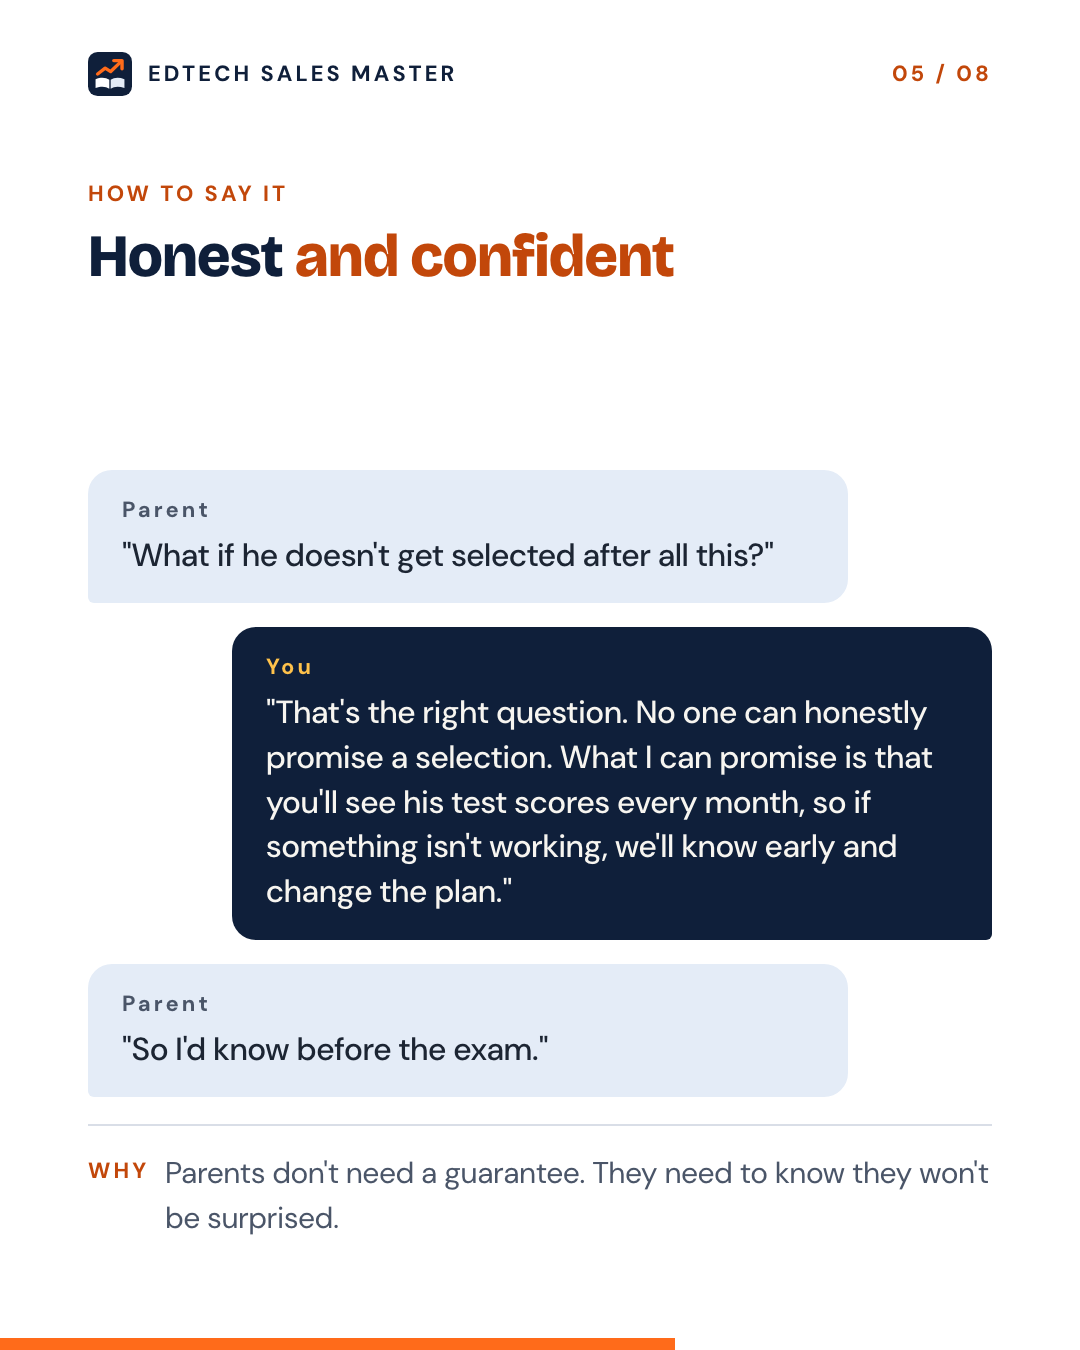 EDTECH SALES MASTER
05 / 08
HOW TO SAY IT
Honest and confident
Parent
"What if he doesn't get selected after all this?"
You
"That's the right question. No one can honestly
promise a selection. What I can promise is that
you'll see his test scores every month, so if
something isn't working, we'll know early and
change the plan."
Parent
"So I'd know before the exam."
WHY Parents don't need a guarantee. They need to know they won't
be surprised.